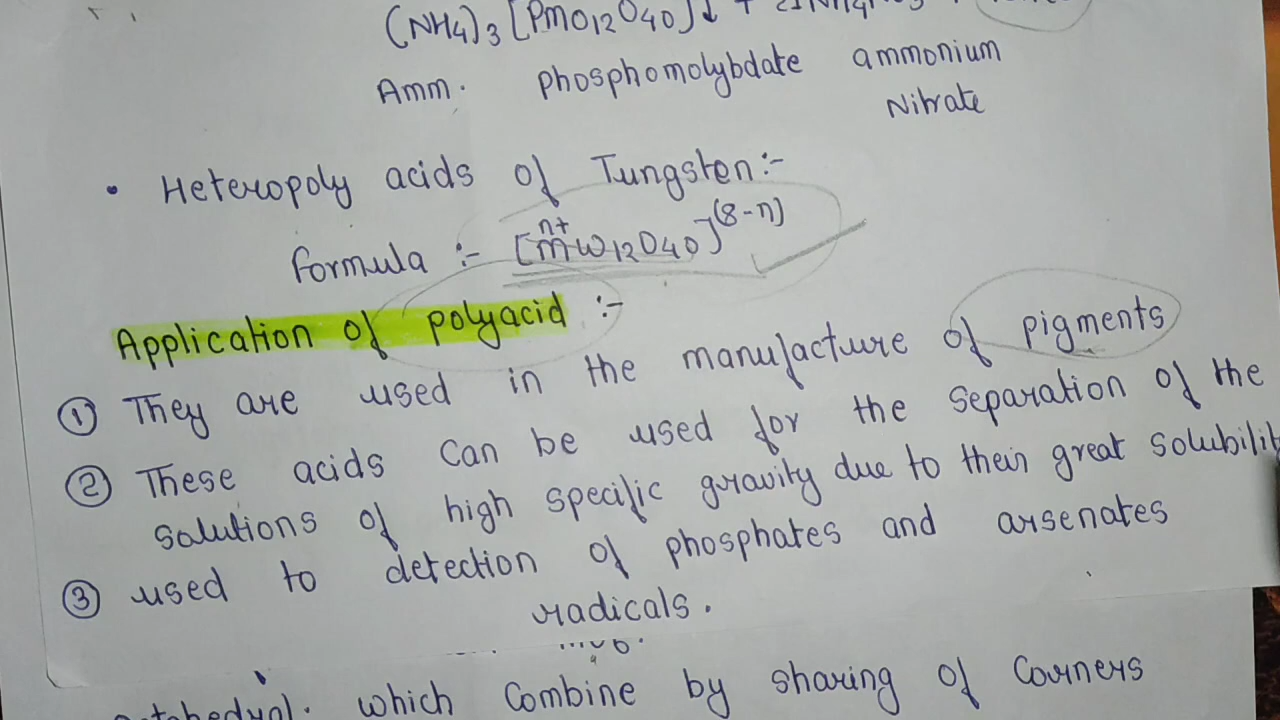 (NH4)3 [PMO12O40]↓ +
Amm. phosphomolybdate ammonium
Nitrate
• Heteropoly acids of Tungsten:-
formula :- [m^n+ W12O40]^(8-n)
Application of polyacid :-
① They are used in the manufacture of pigments
② These acids can be used for the separation of the
solutions of high specific gravity due to their great
③ used to detection of phosphates and arsenates
radicals.
which combine by sharing of corners